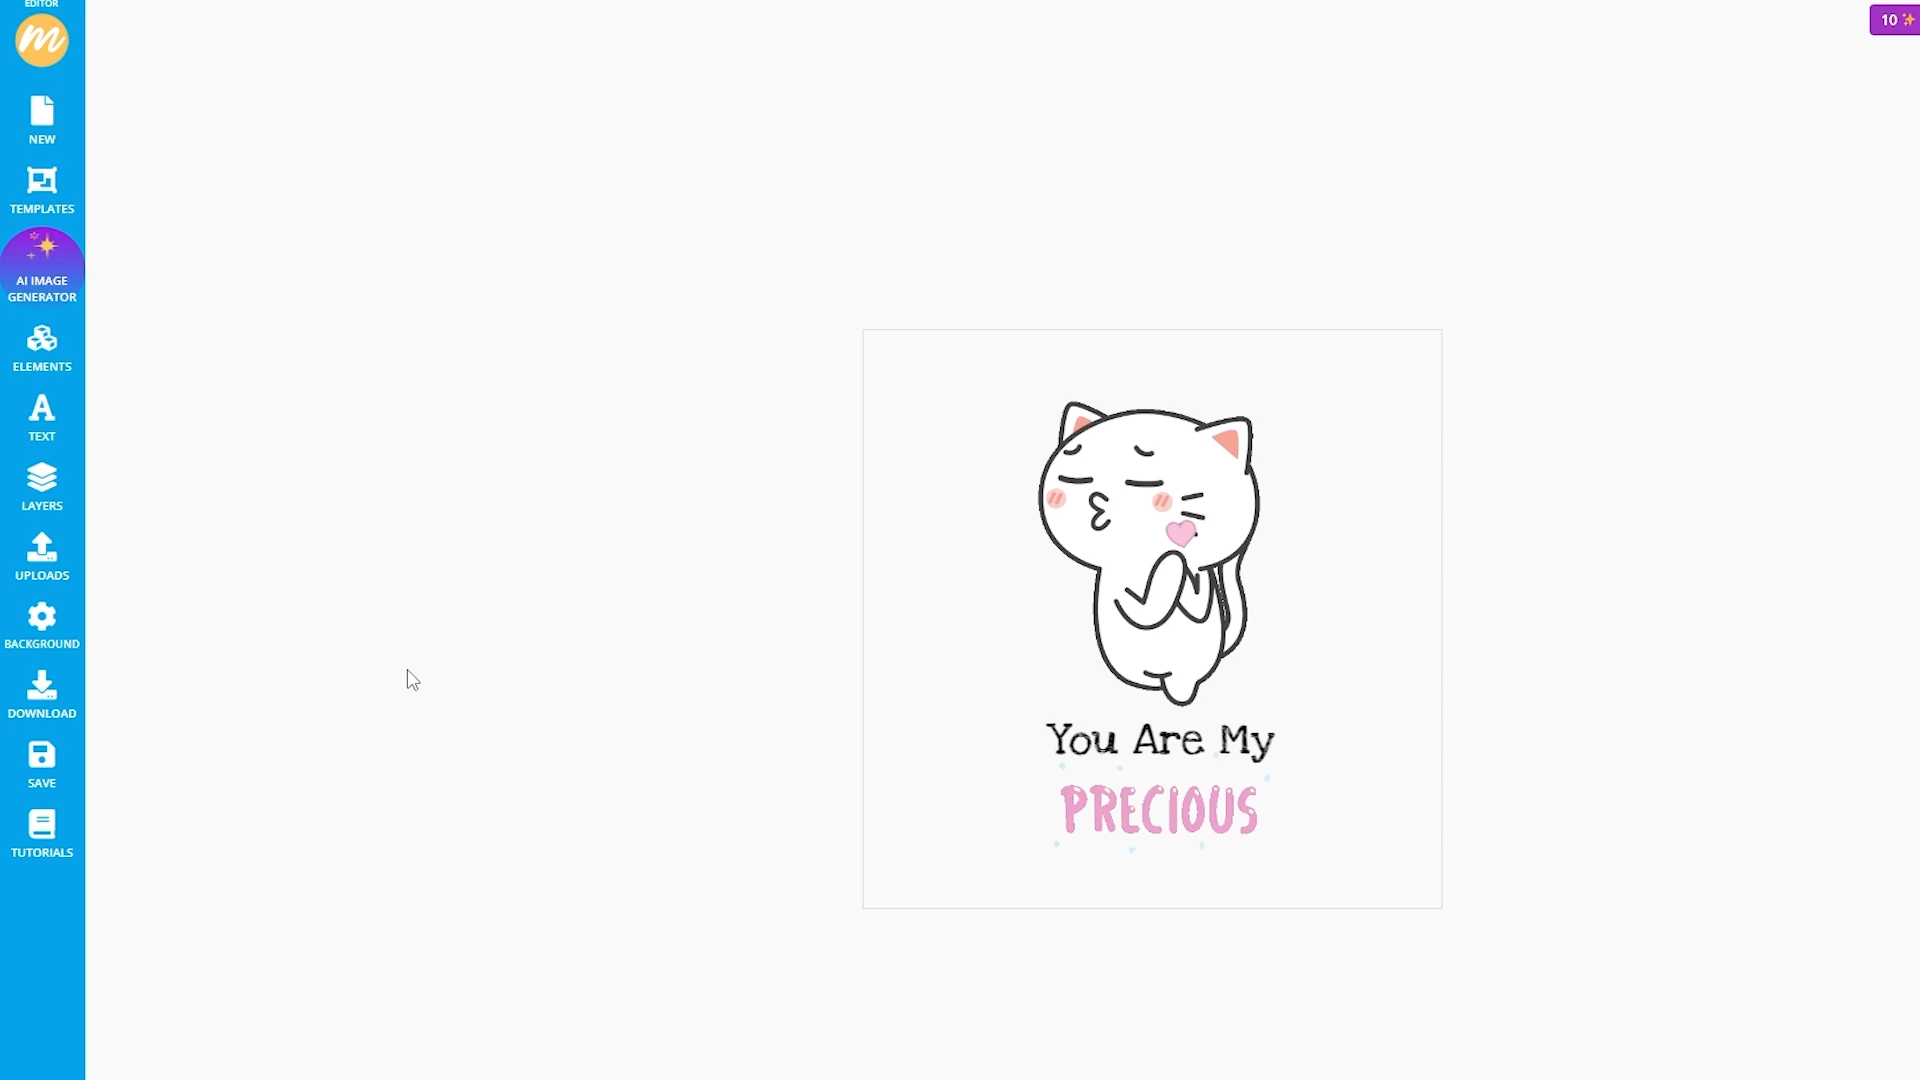 EDITOR
m
NEW
TEMPLATES
AI IMAGE
GENERATOR
ELEMENTS
A
TEXT
LAYERS
UPLOADS
BACKGROUND
DOWNLOAD
SAVE
TUTORIALS
10
You Are My
PRECIOUS